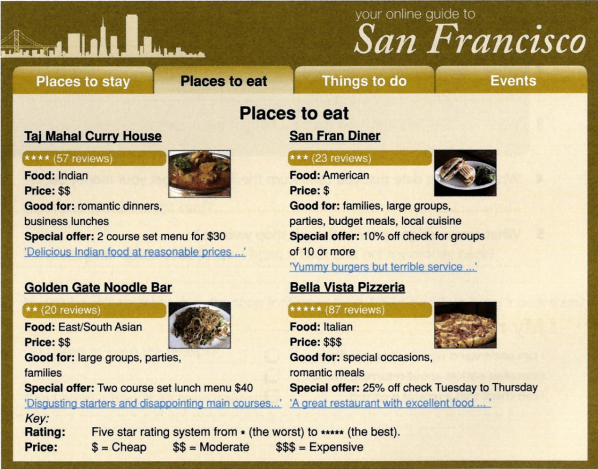 your online guide to
San Francisco
Places to stay
Places to eat
Things to do
Events
Places to eat
Taj Mahal Curry House
**** (57 reviews)
Food: Indian
Price: $$
Good for: romantic dinners,
business lunches
Special offer: 2 course set menu for $30
'Delicious Indian food at reasonable prices ...'
San Fran Diner
*** (23 reviews)
Food: American
Price: $
Good for: families, large groups,
parties, budget meals, local cuisine
Special offer: 10% off check for groups
of 10 or more
'Yummy burgers but terrible service ...'
Golden Gate Noodle Bar
** (20 reviews)
Food: East/South Asian
Price: $$
Good for: large groups, parties,
families
Special offer: Two course set lunch menu $40
'Disgusting starters and disappointing main courses...'
Bella Vista Pizzeria
***** (87 reviews)
Food: Italian
Price: $$$
Good for: special occasions,
romantic meals
Special offer: 25% off check Tuesday to Thursday
'A great restaurant with excellent food ... '
Key:
Rating: Five star rating system from * (the worst) to ***** (the best).
Price: $ = Cheap $$ = Moderate $$$ = Expensive